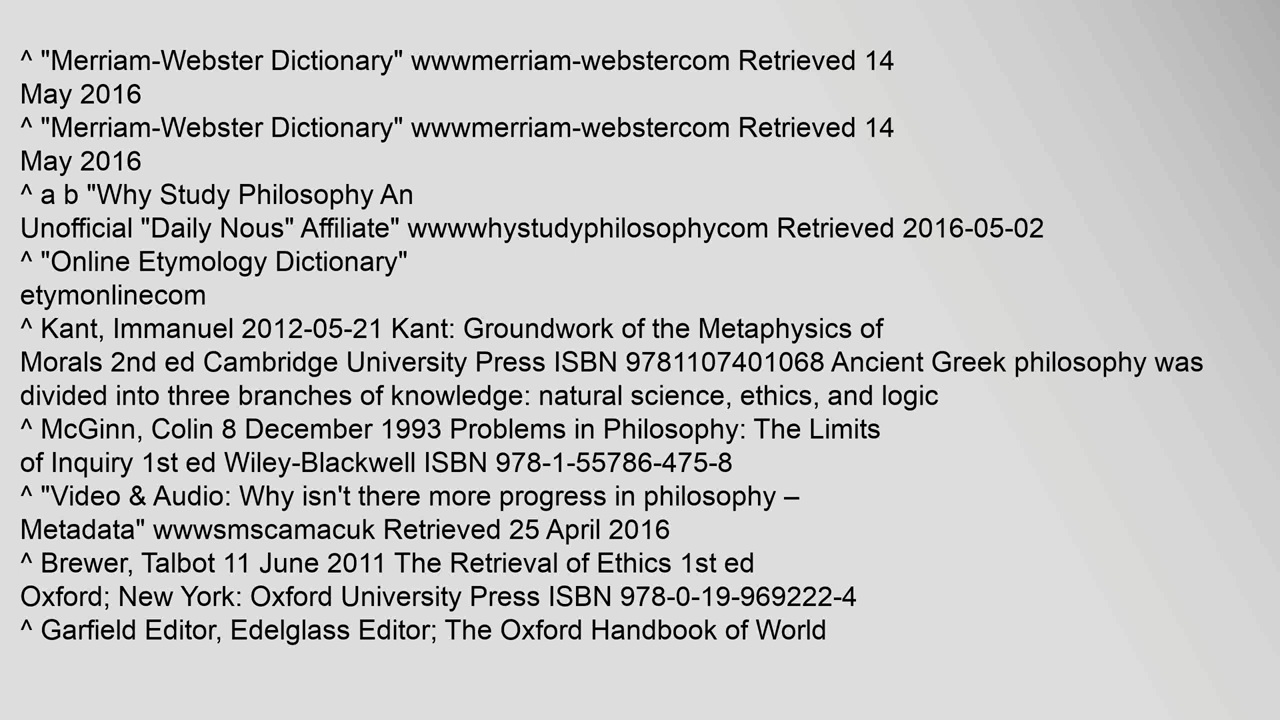 ^ "Merriam-Webster Dictionary" wwwmerriam-webstercom Retrieved 14
May 2016
^ "Merriam-Webster Dictionary" wwwmerriam-webstercom Retrieved 14
May 2016
^ a b "Why Study Philosophy An
Unofficial "Daily Nous" Affiliate" wwwwhystudyphilosophycom Retrieved 2016-05-02
^ "Online Etymology Dictionary"
etymonlinecom
^ Kant, Immanuel 2012-05-21 Kant: Groundwork of the Metaphysics of
Morals 2nd ed Cambridge University Press ISBN 9781107401068 Ancient Greek philosophy was
divided into three branches of knowledge: natural science, ethics, and logic
^ McGinn, Colin 8 December 1993 Problems in Philosophy: The Limits
of Inquiry 1st ed Wiley-Blackwell ISBN 978-1-55786-475-8
^ "Video & Audio: Why isn't there more progress in philosophy –
Metadata" wwwsmscamacuk Retrieved 25 April 2016
^ Brewer, Talbot 11 June 2011 The Retrieval of Ethics 1st ed
Oxford; New York: Oxford University Press ISBN 978-0-19-969222-4
^ Garfield Editor, Edelglass Editor; The Oxford Handbook of World